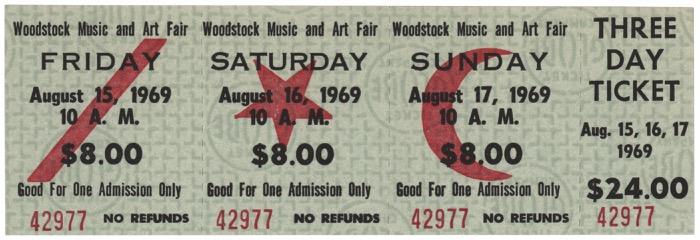 Woodstock Music and Art Fair
FRIDAY
August 15, 1969
10 A. M.
$8.00
Good For One Admission Only
42977 NO REFUNDS
Woodstock Music and Art Fair
SATURDAY
August 16, 1969
10 A. M.
$8.00
Good For One Admission Only
42977 NO REFUNDS
Woodstock Music and Art Fair
SUNDAY
August 17, 1969
10 A. M.
$8.00
Good For One Admission Only
42977 NO REFUNDS
THREE
DAY
TICKET
Aug. 15, 16, 17
1969
$24.00
42977